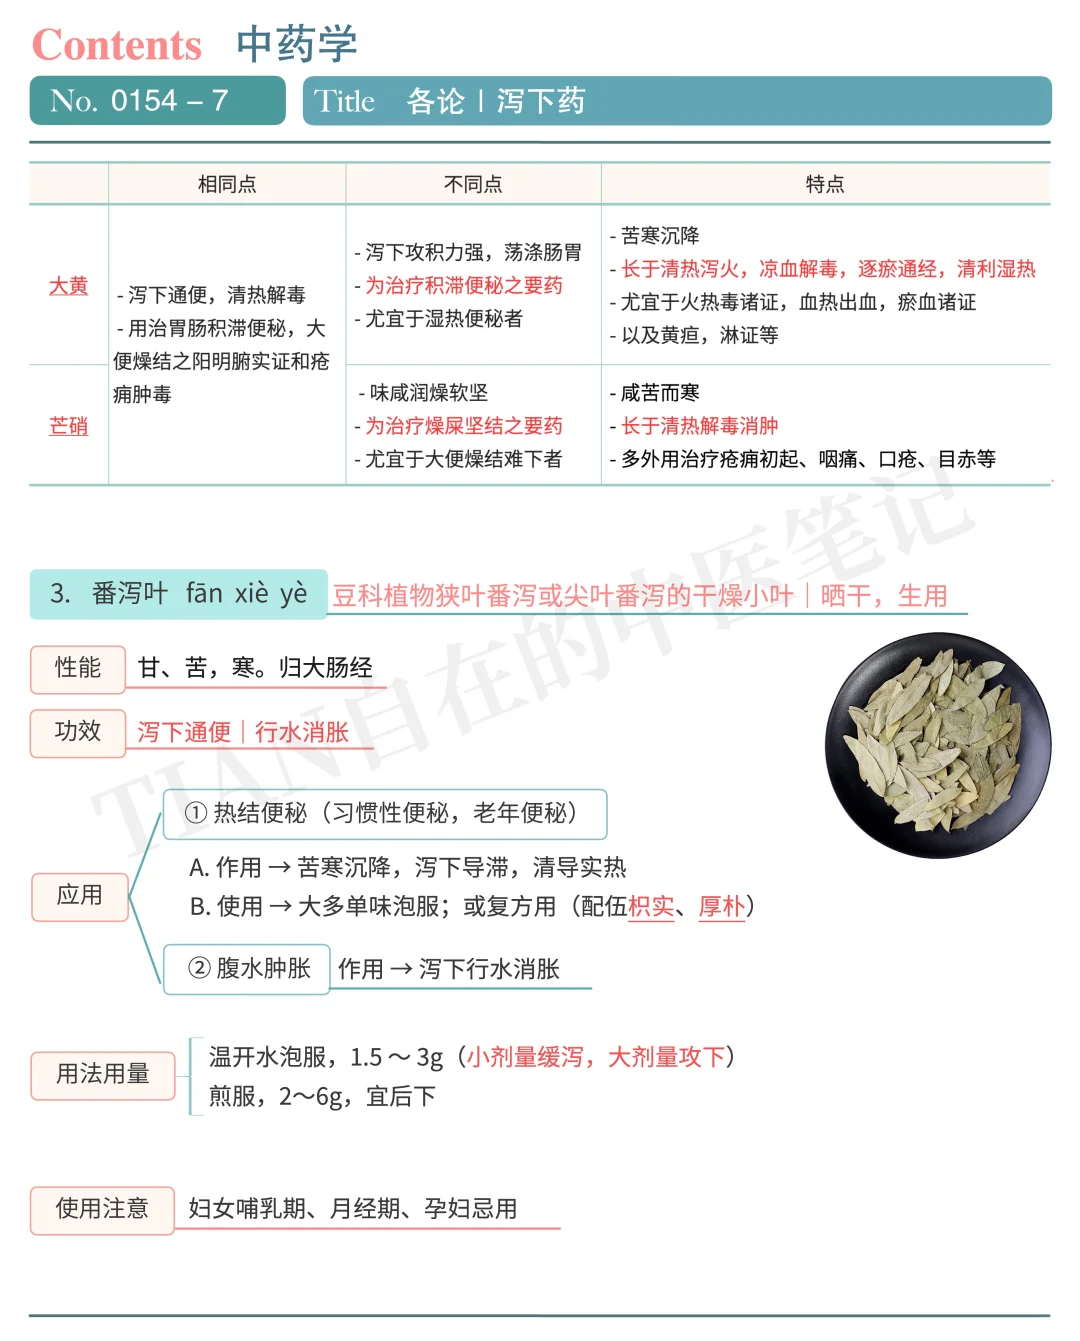 Contents 中药学
No. 0154 – 7
Title 各论 | 泻下药
相同点 不同点 特点
大黄
- 泻下通便，清热解毒
- 用治胃肠积滞便秘，大
便燥结之阳明腑实证和疮
痈肿毒
- 泻下攻积力强，荡涤肠胃
- 为治疗积滞便秘之要药
- 尤宜于湿热便秘者
- 苦寒沉降
- 长于清热泻火，凉血解毒，逐瘀通经，清利湿热
- 尤宜于火热毒诸证，血热出血，瘀血诸证
- 以及黄疸，淋证等
芒硝
- 味咸润燥软坚
- 为治疗燥屎坚结之要药
- 尤宜于大便燥结难下者
- 咸苦而寒
- 长于清热解毒消肿
- 多外用治疗疮痈初起、咽痛、口疮、目赤等
3. 番泻叶 fān xiè yè 豆科植物狭叶番泻或尖叶番泻的干燥小叶｜晒干，生用
性能 甘、苦，寒。归大肠经
功效 泻下通便｜行水消胀
应用
① 热结便秘（习惯性便秘，老年便秘）
A. 作用 → 苦寒沉降，泻下导滞，清导实热
B. 使用 → 大多单味泡服；或复方用（配伍枳实、厚朴）
② 腹水肿胀 作用 → 泻下行水消胀
用法用量
温开水泡服，1.5 ～ 3g（小剂量缓泻，大剂量攻下）
煎服，2～6g，宜后下
使用注意 妇女哺乳期、月经期、孕妇忌用
TIAN自在的中医笔记